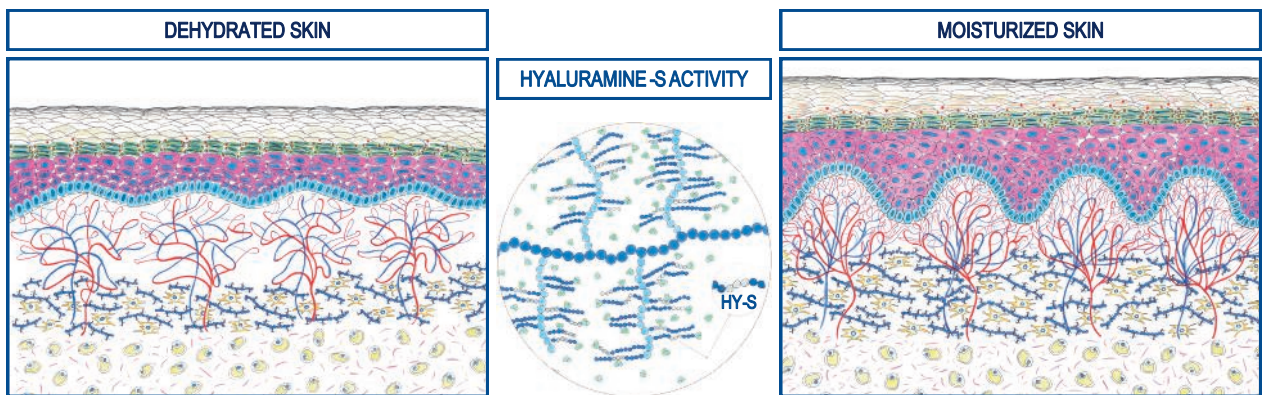 DEHYDRATED SKIN
HYALURAMINE -S ACTIVITY
HY-S
MOISTURIZED SKIN